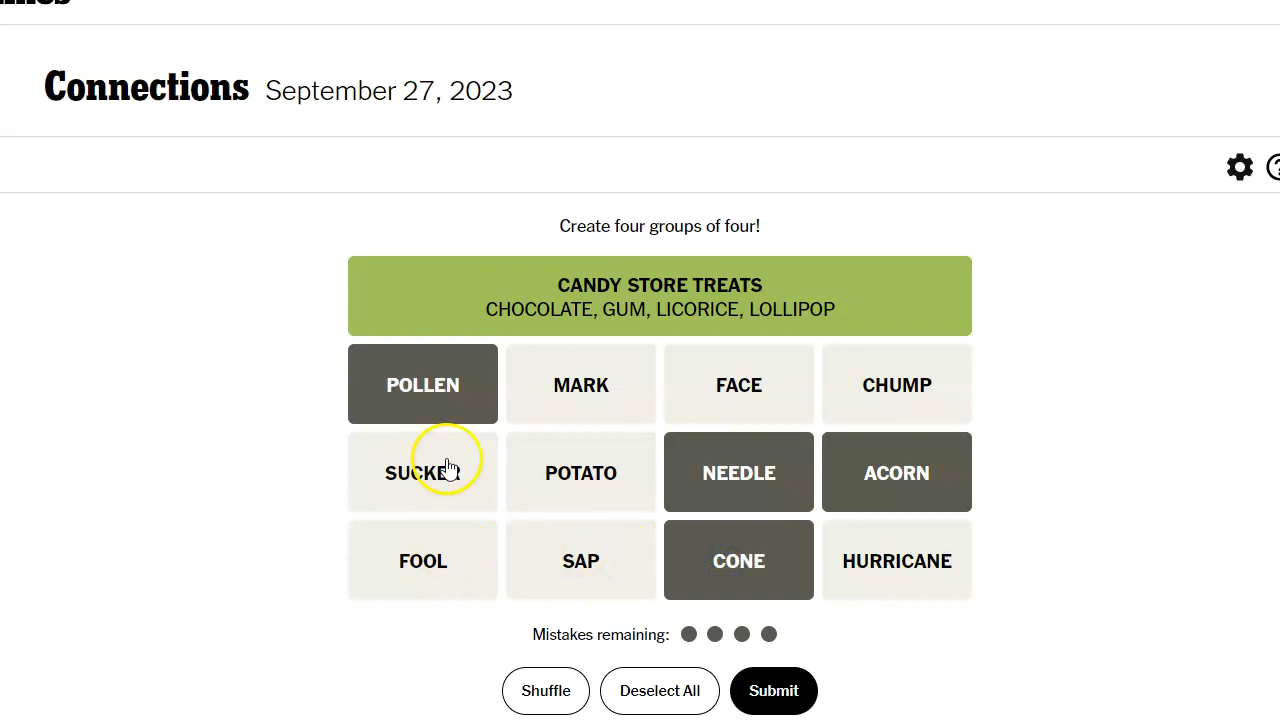 Connections September 27, 2023
Create four groups of four!
CANDY STORE TREATS
CHOCOLATE, GUM, LICORICE, LOLLIPOP
POLLEN MARK FACE CHUMP
SUCKER POTATO NEEDLE ACORN
FOOL SAP CONE HURRICANE
Mistakes remaining:
Shuffle Deselect All Submit